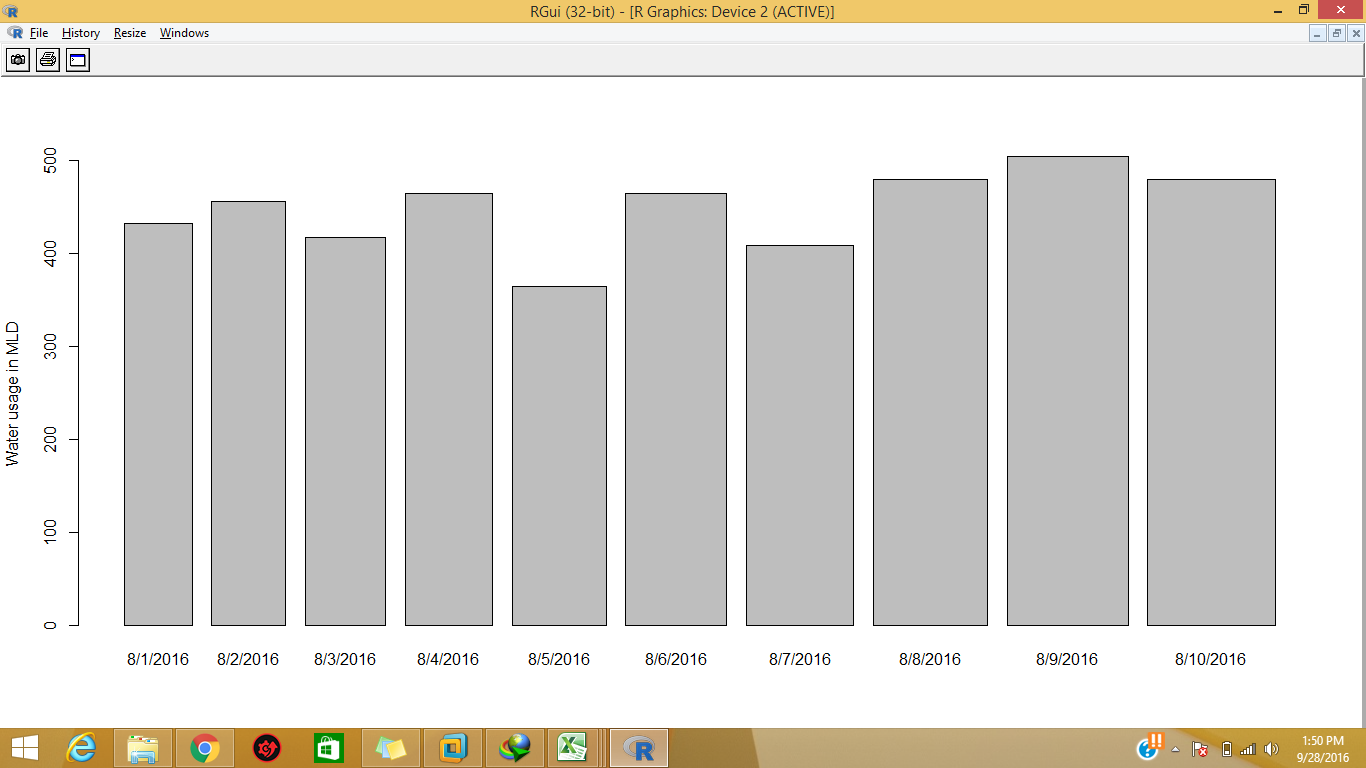 RGui (32-bit) - [R Graphics: Device 2 (ACTIVE)]
File History Resize Windows
500
400
300
200
100
0
Water usage in MLD
8/1/2016 8/2/2016 8/3/2016 8/4/2016 8/5/2016 8/6/2016 8/7/2016 8/8/2016 8/9/2016 8/10/2016
1:50 PM
9/28/2016